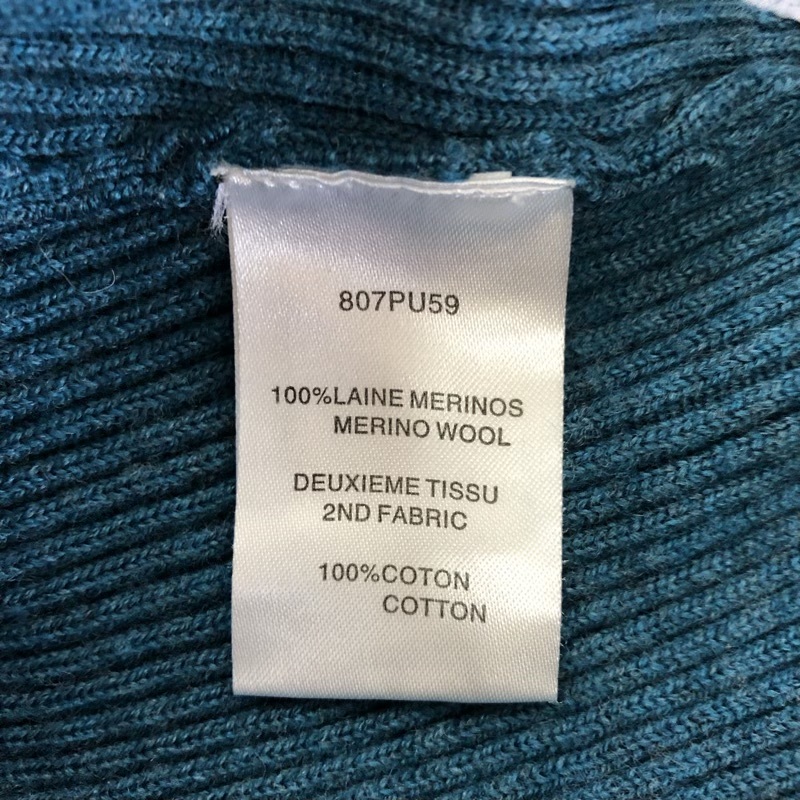 807PU59
100%LAINE MERINOS
MERINO WOOL
DEUXIEME TISSU
2ND FABRIC
100%COTON
COTTON